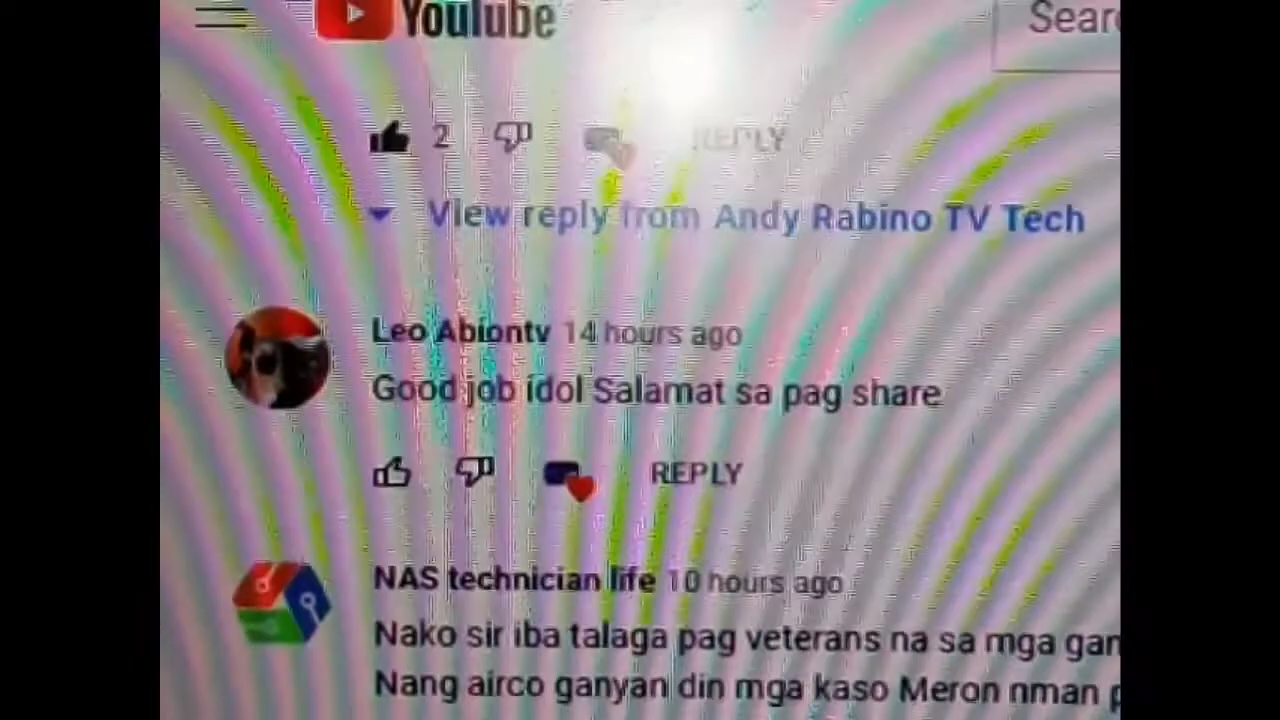 YouTube
Sear
2
REPLY
View reply from Andy Rabino TV Tech
Leo Abiontv 14 hours ago
Good job idol Salamat sa pag share
REPLY
NAS technician life 10 hours ago
Nako sir iba talaga pag veterans na sa mga gan
Nang airco ganyan din mga kaso Meron nman p